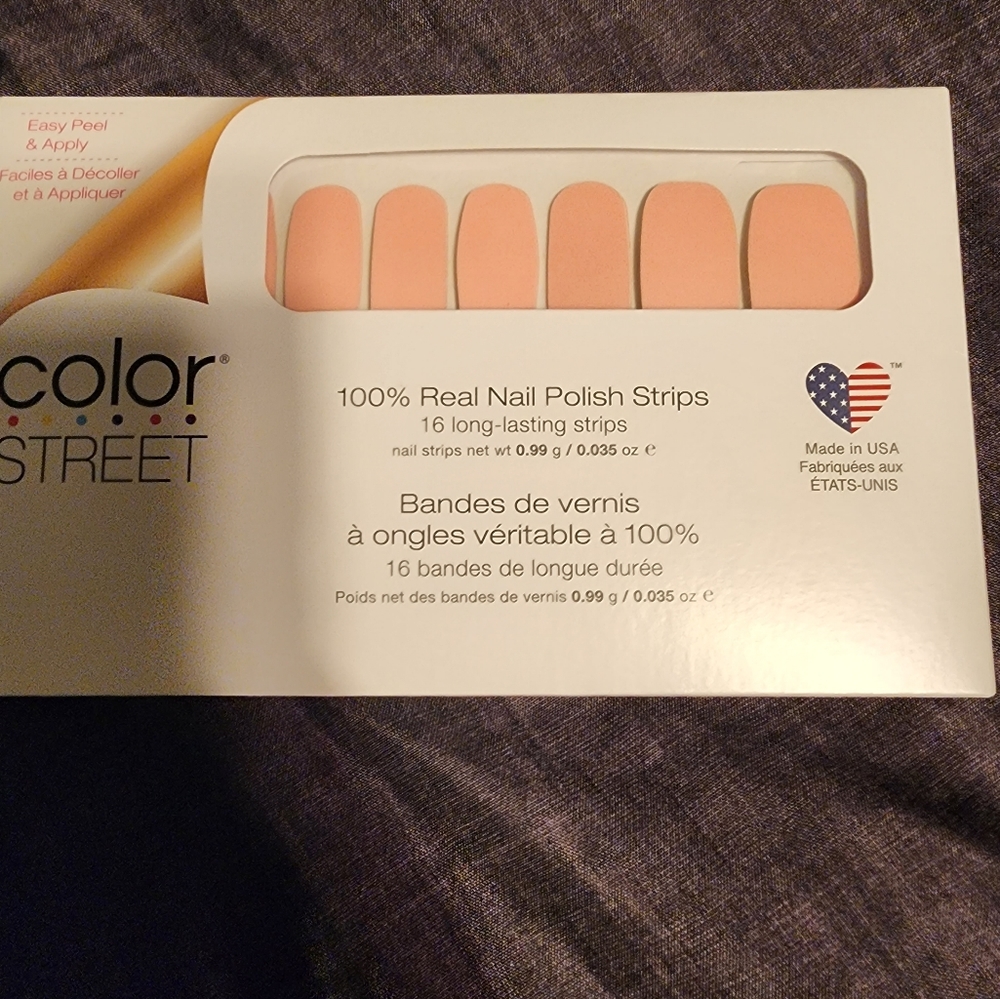 Easy Peel
& Apply
Faciles à Décoller
et à Appliquer
color®
STREET
100% Real Nail Polish Strips
16 long-lasting strips
nail strips net wt 0.99 g / 0.035 oz ℮
Bandes de vernis
à ongles véritable à 100%
16 bandes de longue durée
Poids net des bandes de vernis 0.99 g / 0.035 oz ℮
TM
Made in USA
Fabriquées aux
ÉTATS-UNIS